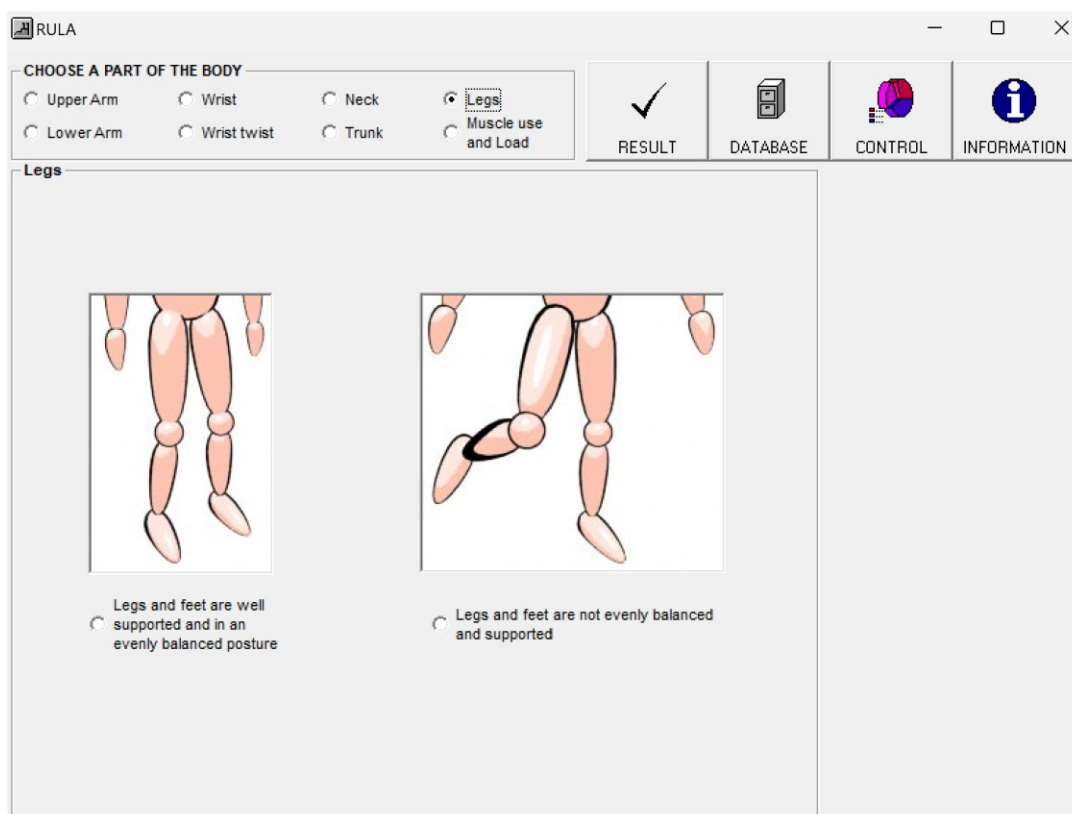 RULA
CHOOSE A PART OF THE BODY
Upper Arm
Wrist
Neck
Legs
Lower Arm
Wrist twist
Trunk
Muscle use
and Load
RESULT
DATABASE
CONTROL
INFORMATION
Legs
Legs and feet are well
supported and in an
evenly balanced posture
Legs and feet are not evenly balanced
and supported